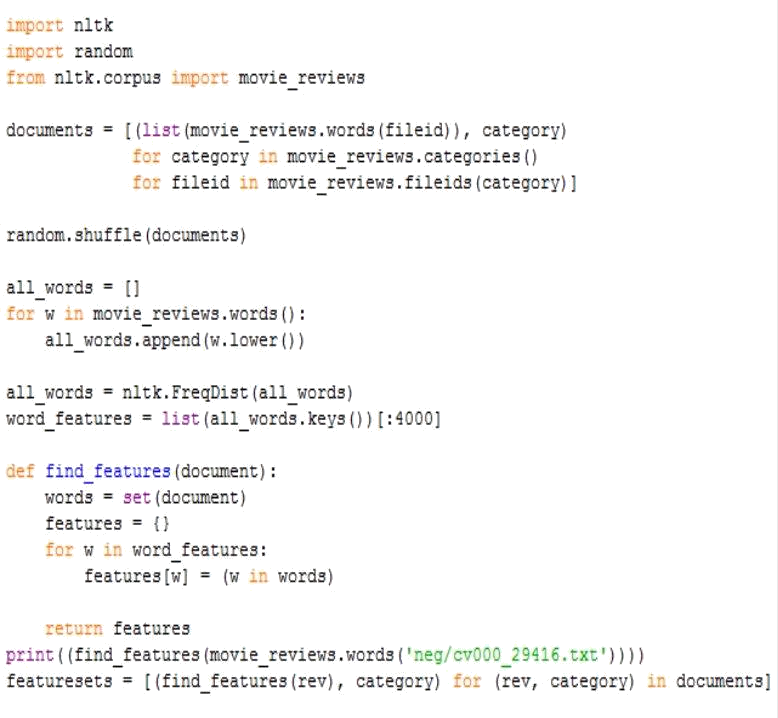 import nltk
import random
from nltk.corpus import movie_reviews

documents = [(list(movie_reviews.words(fileid)), category)
             for category in movie_reviews.categories()
             for fileid in movie_reviews.fileids(category)]

random.shuffle(documents)

all_words = []
for w in movie_reviews.words():
    all_words.append(w.lower())

all_words = nltk.FreqDist(all_words)
word_features = list(all_words.keys())[:4000]

def find_features(document):
    words = set(document)
    features = {}
    for w in word_features:
        features[w] = (w in words)

    return features
print((find_features(movie_reviews.words('neg/cv000_29416.txt'))))
featuresets = [(find_features(rev), category) for (rev, category) in documents]